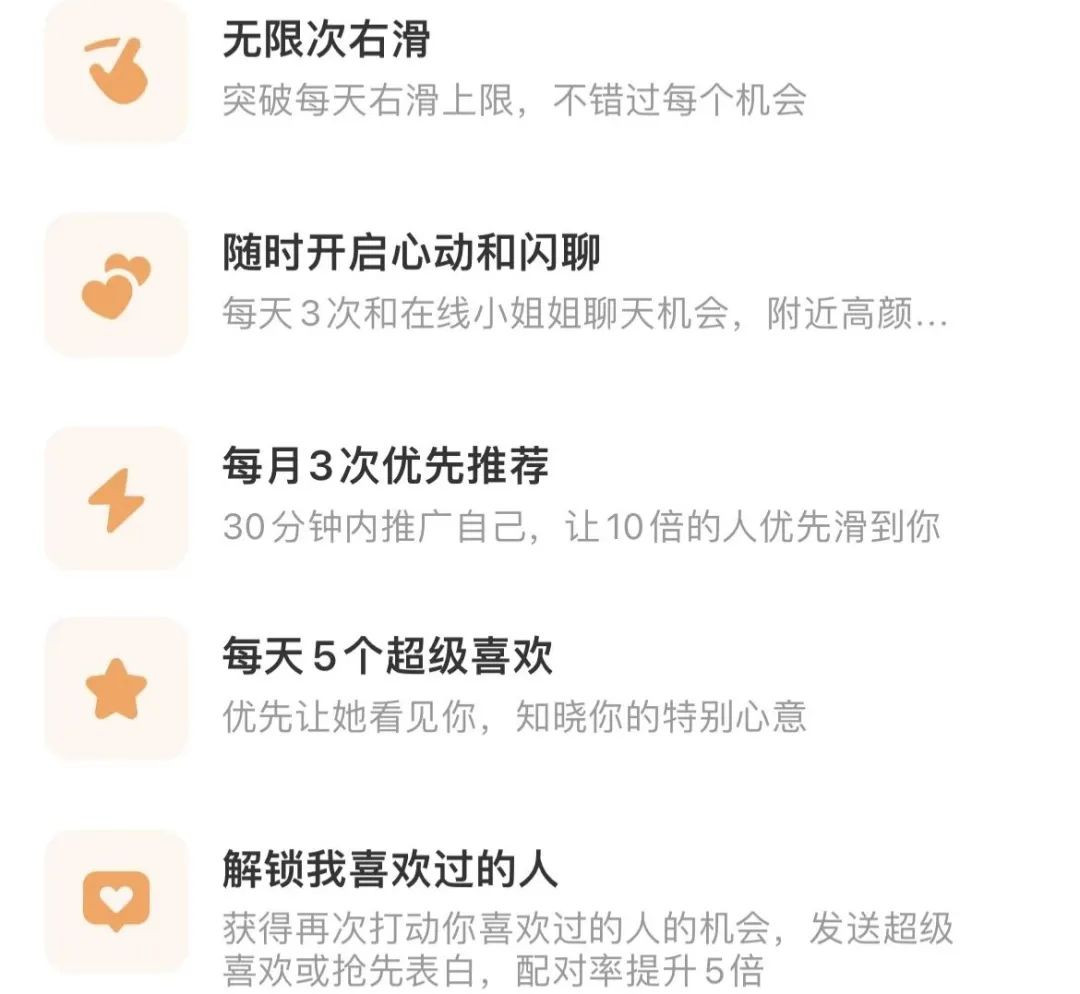 无限次右滑
突破每天右滑上限，不错过每个机会
随时开启心动和闪聊
每天3次和在线小姐姐聊天机会，附近高颜...
每月3次优先推荐
30分钟内推广自己，让10倍的人优先滑到你
每天5个超级喜欢
优先让她看见你，知晓你的特别心意
解锁我喜欢过的人
获得再次打动你喜欢过的人的机会，发送超级
喜欢或抢先表白，配对率提升5倍